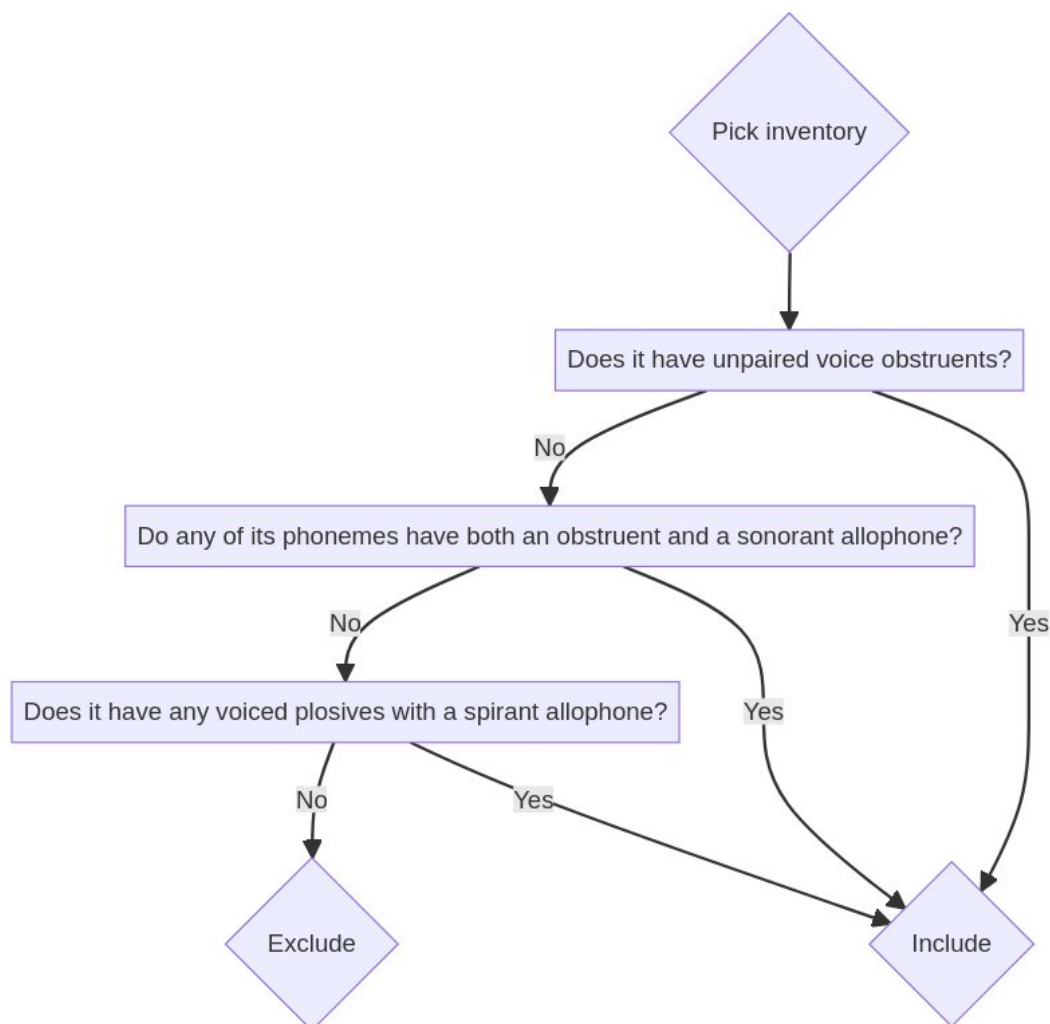 Pick inventory
Does it have unpaired voice obstruents?
No
Do any of its phonemes have both an obstruent and a sonorant allophone?
No
Yes
Does it have any voiced plosives with a spirant allophone?
Yes
No
Yes
Exclude
Include